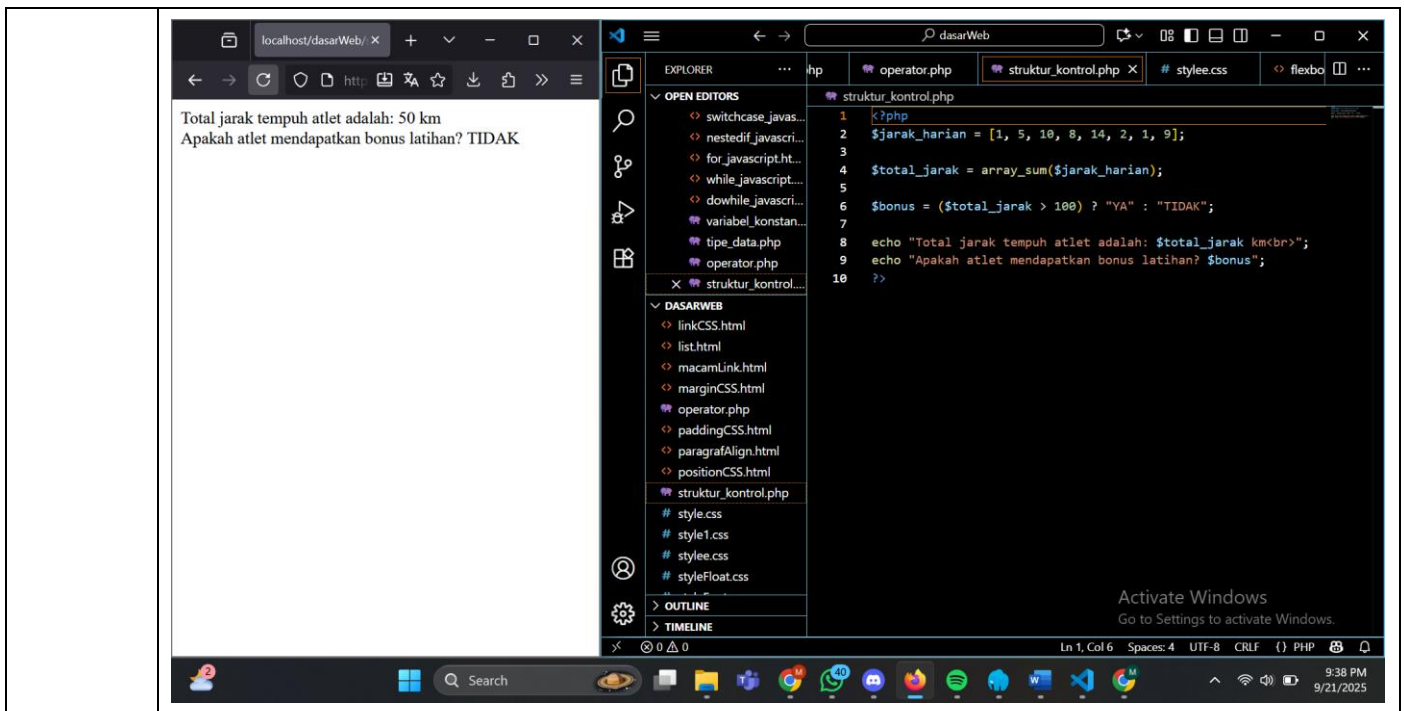 localhost/dasarWeb/
http
Total jarak tempuh atlet adalah: 50 km
Apakah atlet mendapatkan bonus latihan? TIDAK
dasarWeb
EXPLORER
hp
operator.php
struktur_kontrol.php
# stylee.css
flexbo
OPEN EDITORS
switchcase_javas...
nestedif_javascri...
for_javascript.ht...
while_javascript....
dowhile_javascri...
variabel_konstan...
tipe_data.php
operator.php
struktur_kontrol....
DASARWEB
linkCSS.html
list.html
macamLink.html
marginCSS.html
operator.php
paddingCSS.html
paragrafAlign.html
positionCSS.html
struktur_kontrol.php
# style.css
# style1.css
# stylee.css
# styleFloat.css
> OUTLINE
> TIMELINE
struktur_kontrol.php
1 <?php
2 $jarak_harian = [1, 5, 10, 8, 14, 2, 1, 9];
3
4 $total_jarak = array_sum($jarak_harian);
5
6 $bonus = ($total_jarak > 100) ? "YA" : "TIDAK";
7
8 echo "Total jarak tempuh atlet adalah: $total_jarak km<br>";
9 echo "Apakah atlet mendapatkan bonus latihan? $bonus";
10 ?>
Activate Windows
Go to Settings to activate Windows.
0 0
Ln 1, Col 6 Spaces: 4 UTF-8 CRLF {} PHP
2
Search
40
9:38 PM
9/21/2025